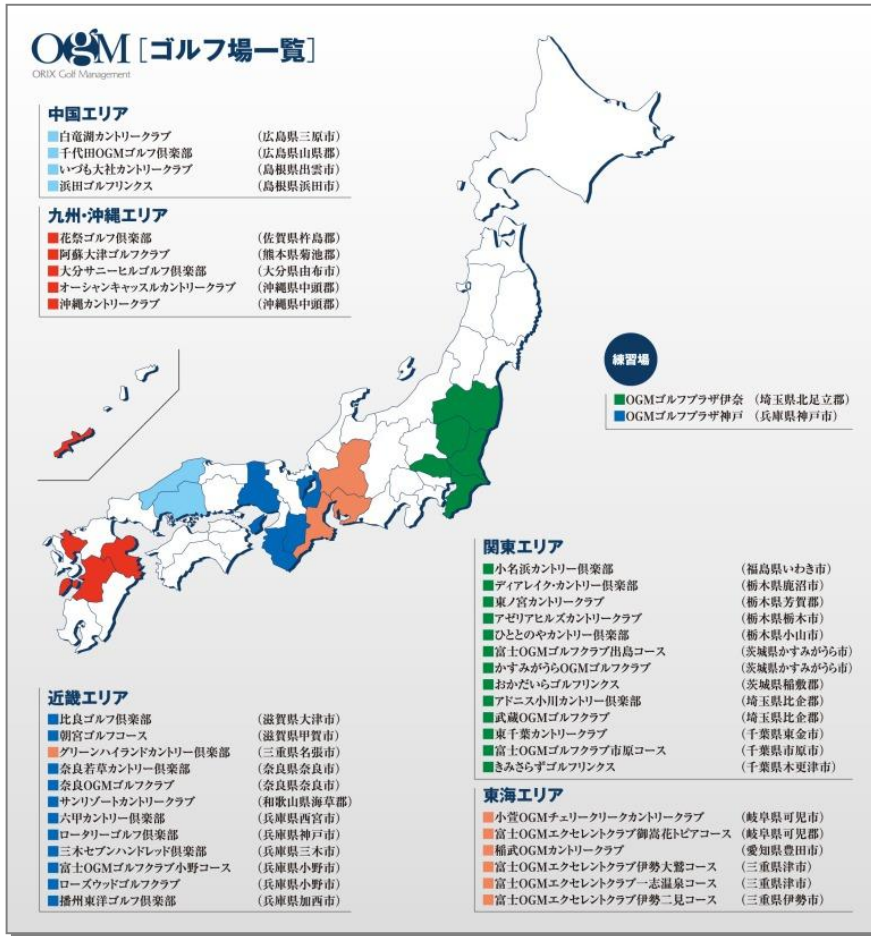 OGM [ゴルフ場一覧]
ORIX Golf Management
中国エリア
白竜湖カントリークラブ (広島県三原市)
千代田OGMゴルフ倶楽部 (広島県山県郡)
いづも大社カントリークラブ (島根県出雲市)
浜田ゴルフリンクス (島根県浜田市)
九州・沖縄エリア
花祭ゴルフ倶楽部 (佐賀県杵島郡)
阿蘇大津ゴルフクラブ (熊本県菊池郡)
大分サニーヒルゴルフ倶楽部 (大分県由布市)
オーシャンキャッスルカントリークラブ (沖縄県中頭郡)
沖縄カントリークラブ (沖縄県中頭郡)
練習場
OGMゴルフプラザ伊奈 (埼玉県北足立郡)
OGMゴルフプラザ神戸 (兵庫県神戸市)
関東エリア
小名浜カントリー倶楽部 (福島県いわき市)
ディアレイク・カントリー倶楽部 (栃木県鹿沼市)
東ノ宮カントリークラブ (栃木県芳賀郡)
アゼリアヒルズカントリークラブ (栃木県栃木市)
ひととのやカントリー倶楽部 (栃木県小山市)
富士OGMゴルフクラブ出島コース (茨城県かすみがうら市)
かすみがうらOGMゴルフクラブ (茨城県かすみがうら市)
おかだいらゴルフリンクス (茨城県稲敷郡)
アドニス小川カントリー倶楽部 (埼玉県比企郡)
武蔵OGMゴルフクラブ (埼玉県比企郡)
東千葉カントリークラブ (千葉県東金市)
富士OGMゴルフクラブ市原コース (千葉県市原市)
きみさらずゴルフリンクス (千葉県木更津市)
近畿エリア
比良ゴルフ倶楽部 (滋賀県大津市)
朝宮ゴルフコース (滋賀県甲賀市)
グリーンハイランドカントリー倶楽部 (三重県名張市)
奈良若草カントリー倶楽部 (奈良県奈良市)
奈良OGMゴルフクラブ (奈良県奈良市)
サンリゾートカントリークラブ (和歌山県海草郡)
六甲カントリー倶楽部 (兵庫県西宮市)
ロータリーゴルフ倶楽部 (兵庫県神戸市)
三木セブンハンドレッド倶楽部 (兵庫県三木市)
富士OGMゴルフクラブ小野コース (兵庫県小野市)
ローズウッドゴルフクラブ (兵庫県小野市)
播州東洋ゴルフ倶楽部 (兵庫県加西市)
東海エリア
小萱OGMチェリークリークカントリークラブ (岐阜県可児市)
富士OGMエクセレントクラブ御嵩花トピアコース (岐阜県可児郡)
稲武OGMカントリークラブ (愛知県豊田市)
富士OGMエクセレントクラブ伊勢大鷲コース (三重県津市)
富士OGMエクセレントクラブ一志温泉コース (三重県津市)
富士OGMエクセレントクラブ伊勢二見コース (三重県伊勢市)